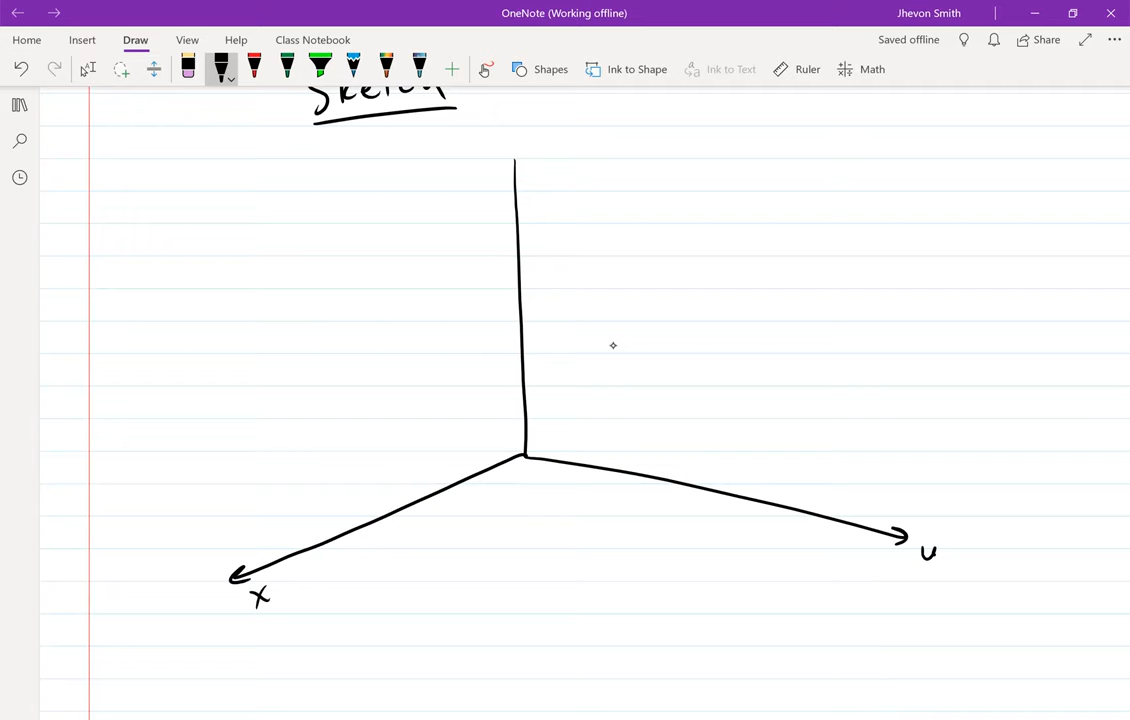 OneNote (Working offline)
Jhevon Smith
Home Insert Draw View Help Class Notebook
Saved offline
Share
Shapes
Ink to Shape
Ink to Text
Ruler
Math
Sketch
x